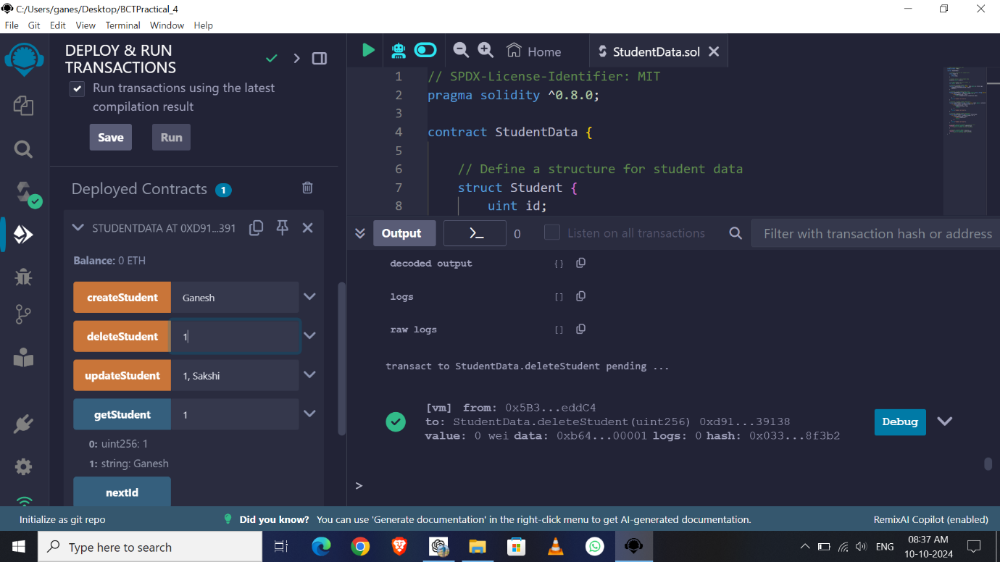 C:/Users/ganes/Desktop/BCTPractical_4
File Git Edit View Terminal Window Help
DEPLOY & RUN
TRANSACTIONS
Run transactions using the latest
compilation result
Save Run
Deployed Contracts 1
STUDENTDATA AT 0XD91...391
Balance: 0 ETH
createStudent Ganesh
deleteStudent 1
updateStudent 1, Sakshi
getStudent 1
0: uint256: 1
1: string: Ganesh
nextId
Home StudentData.sol
1 // SPDX-License-Identifier: MIT
2 pragma solidity ^0.8.0;
3
4 contract StudentData {
5
6 // Define a structure for student data
7 struct Student {
8 uint id;
Output >_ 0 Listen on all transactions Filter with transaction hash or address
decoded output {}
logs []
raw logs []
transact to StudentData.deleteStudent pending ...
[vm] from: 0x5B3...eddC4
to: StudentData.deleteStudent(uint256) 0xd91...39138
value: 0 wei data: 0xb64...00001 logs: 0 hash: 0x033...8f3b2
Debug
>
Initialize as git repo Did you know? You can use 'Generate documentation' in the right-click menu to get AI-generated documentation. RemixAI Copilot (enabled)
Type here to search
ENG
08:37 AM
10-10-2024